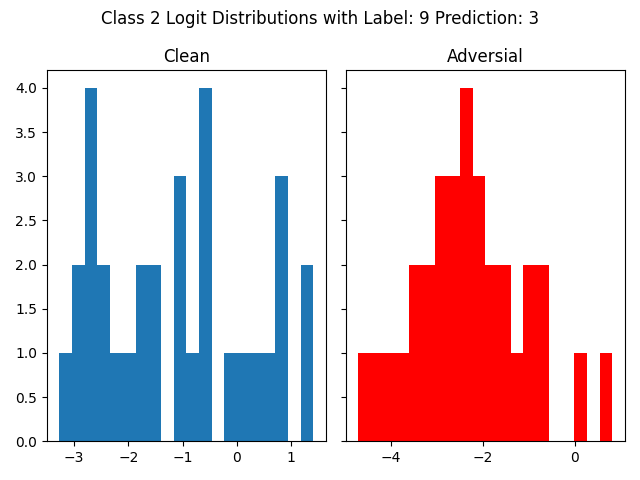 Class 2 Logit Distributions with Label: 9 Prediction: 3
Clean
Adversial
4.0
3.5
3.0
2.5
2.0
1.5
1.0
0.5
0.0
−3 −2 −1 0 1
−4 −2 0